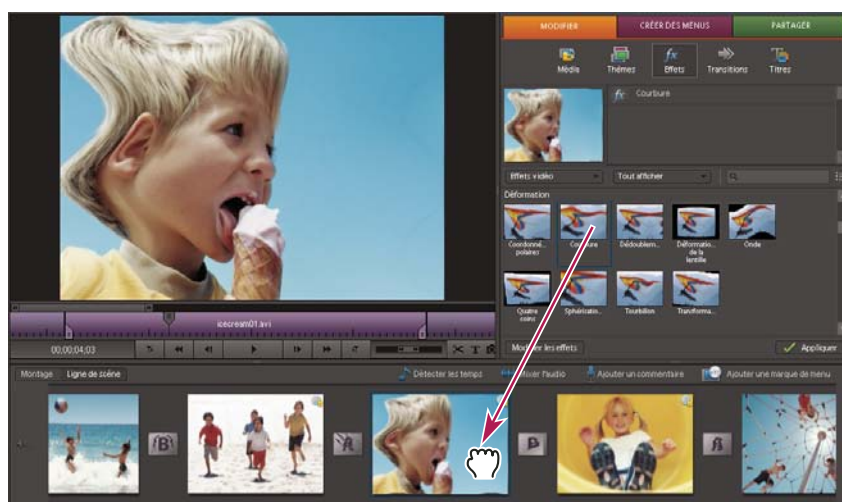 MODIFIER
CRÉER DES MENUS
PARTAGER
Média
Thèmes
Effets
Transitions
Titres
fx Courbure
Effets vidéo
Tout afficher
Déformation
Coordonné... polaires
Courbure
Dédoublem...
Déformatio... de la lentille
Onde
Quatre coins
Sphérisatio...
Tourbillon
Transforma...
icecream01.avi
00;00;04;03
Modifier les effets
Appliquer
Montage
Ligne de scène
Détecter les temps
Mixer l'audio
Ajouter un commentaire
Ajouter une marque de menu